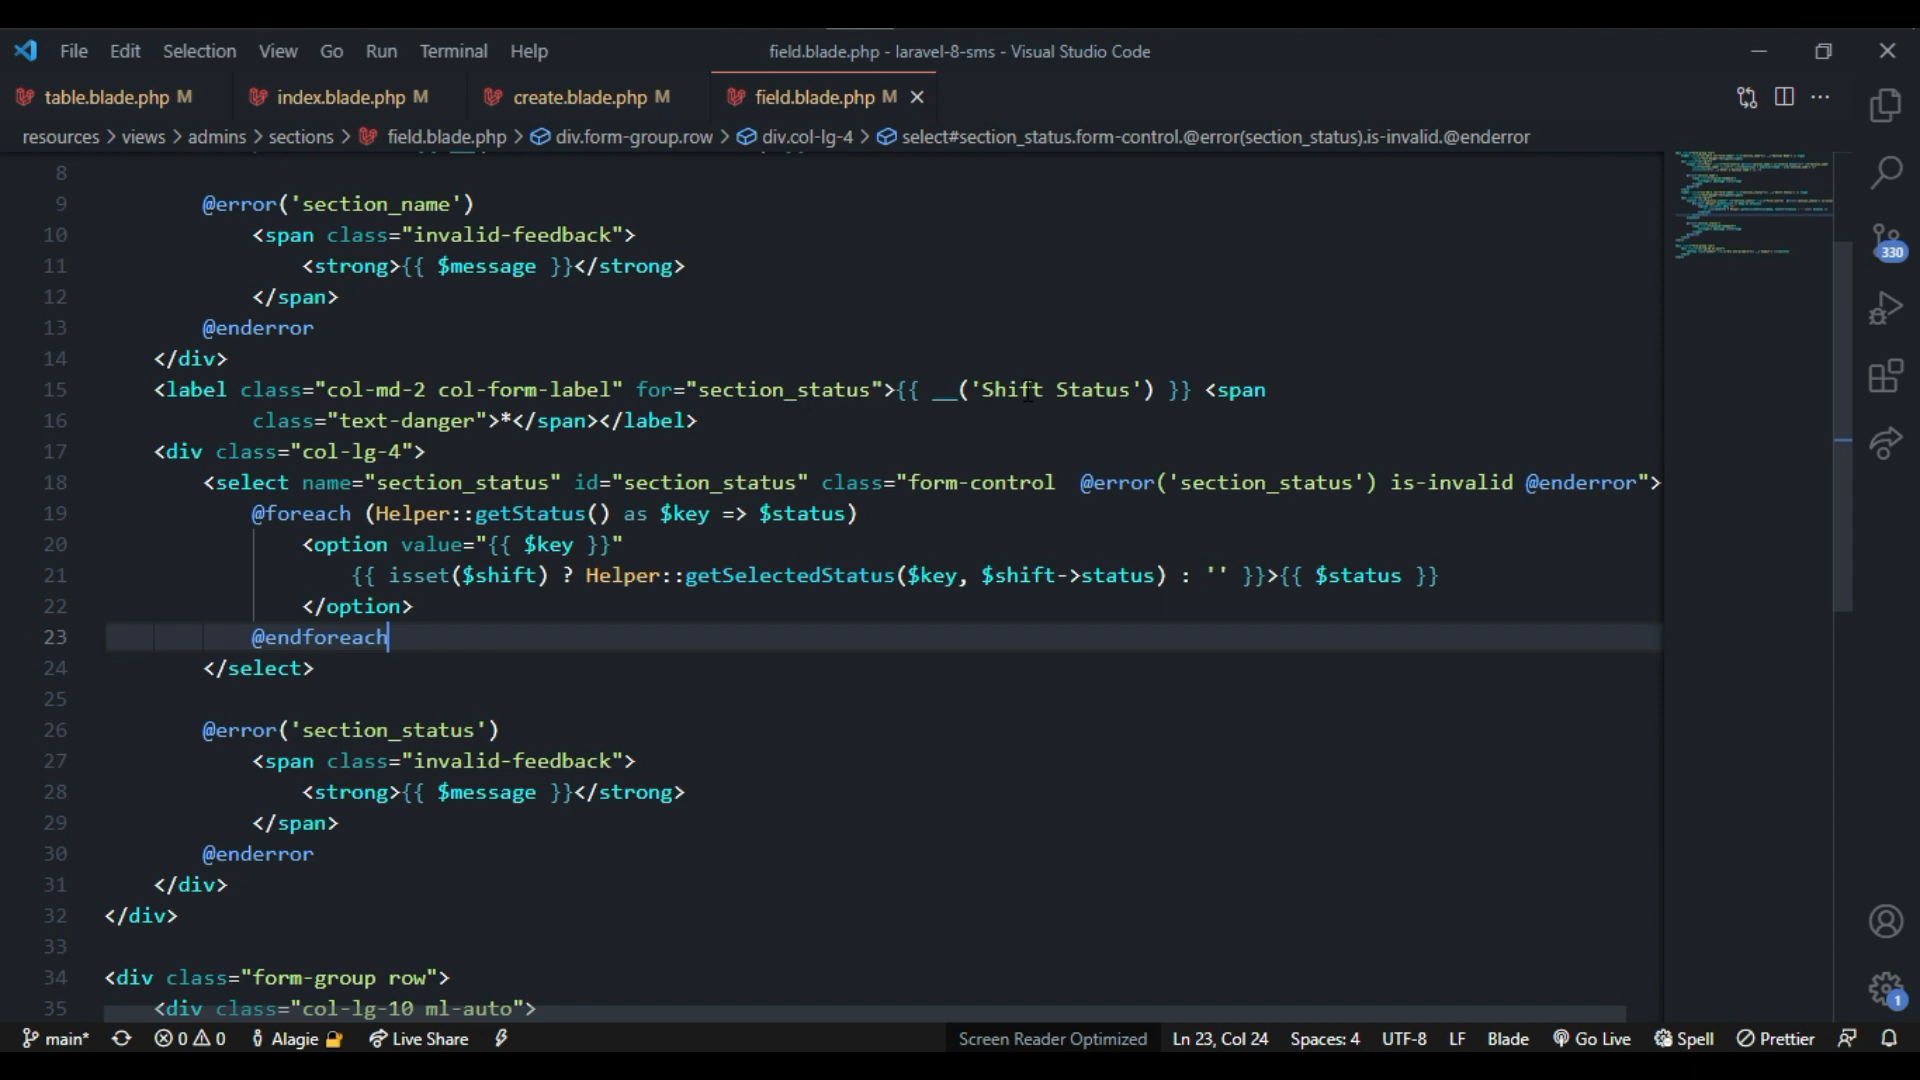 File Edit Selection View Go Run Terminal Help field.blade.php - laravel-8-sms - Visual Studio Code
table.blade.php M index.blade.php M create.blade.php M field.blade.php M
resources > views > admins > sections > field.blade.php > div.form-group.row > div.col-lg-4 > select#section_status.form-control.@error(section_status).is-invalid.@enderror
8
9 @error('section_name')
10 <span class="invalid-feedback">
11 <strong>{{ $message }}</strong>
12 </span>
13 @enderror
14 </div>
15 <label class="col-md-2 col-form-label" for="section_status">{{ __('Shift Status') }} <span
16 class="text-danger">*</span></label>
17 <div class="col-lg-4">
18 <select name="section_status" id="section_status" class="form-control  @error('section_status') is-invalid @enderror">
19 @foreach (Helper::getStatus() as $key => $status)
20 <option value="{{ $key }}"
21 {{ isset($shift) ? Helper::getSelectedStatus($key, $shift->status) : '' }}>{{ $status }}
22 </option>
23 @endforeach
24 </select>
25
26 @error('section_status')
27 <span class="invalid-feedback">
28 <strong>{{ $message }}</strong>
29 </span>
30 @enderror
31 </div>
32 </div>
33
34 <div class="form-group row">
35 <div class="col-lg-10 ml-auto">
330
1
main* 0 0 Alagie Live Share Screen Reader Optimized Ln 23, Col 24 Spaces: 4 UTF-8 LF Blade Go Live Spell Prettier